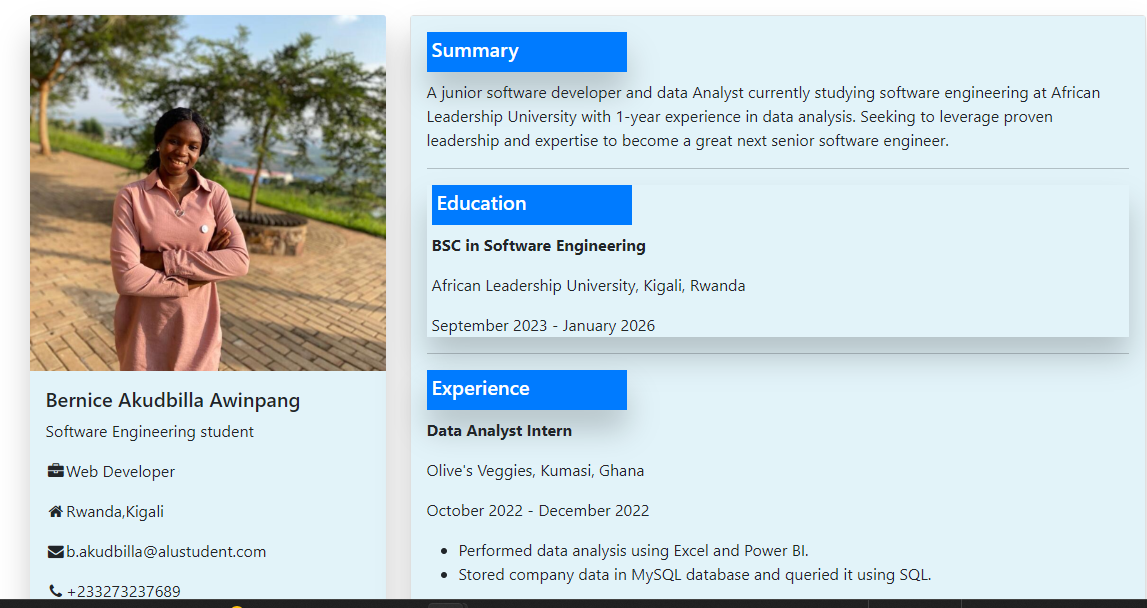 Bernice Akudbilla Awinpang
Software Engineering student
Web Developer
Rwanda,Kigali
b.akudbilla@alustudent.com
+233273237689
Summary
A junior software developer and data Analyst currently studying software engineering at African
Leadership University with 1-year experience in data analysis. Seeking to leverage proven
leadership and expertise to become a great next senior software engineer.
Education
BSC in Software Engineering
African Leadership University, Kigali, Rwanda
September 2023 - January 2026
Experience
Data Analyst Intern
Olive's Veggies, Kumasi, Ghana
October 2022 - December 2022
• Performed data analysis using Excel and Power BI.
• Stored company data in MySQL database and queried it using SQL.